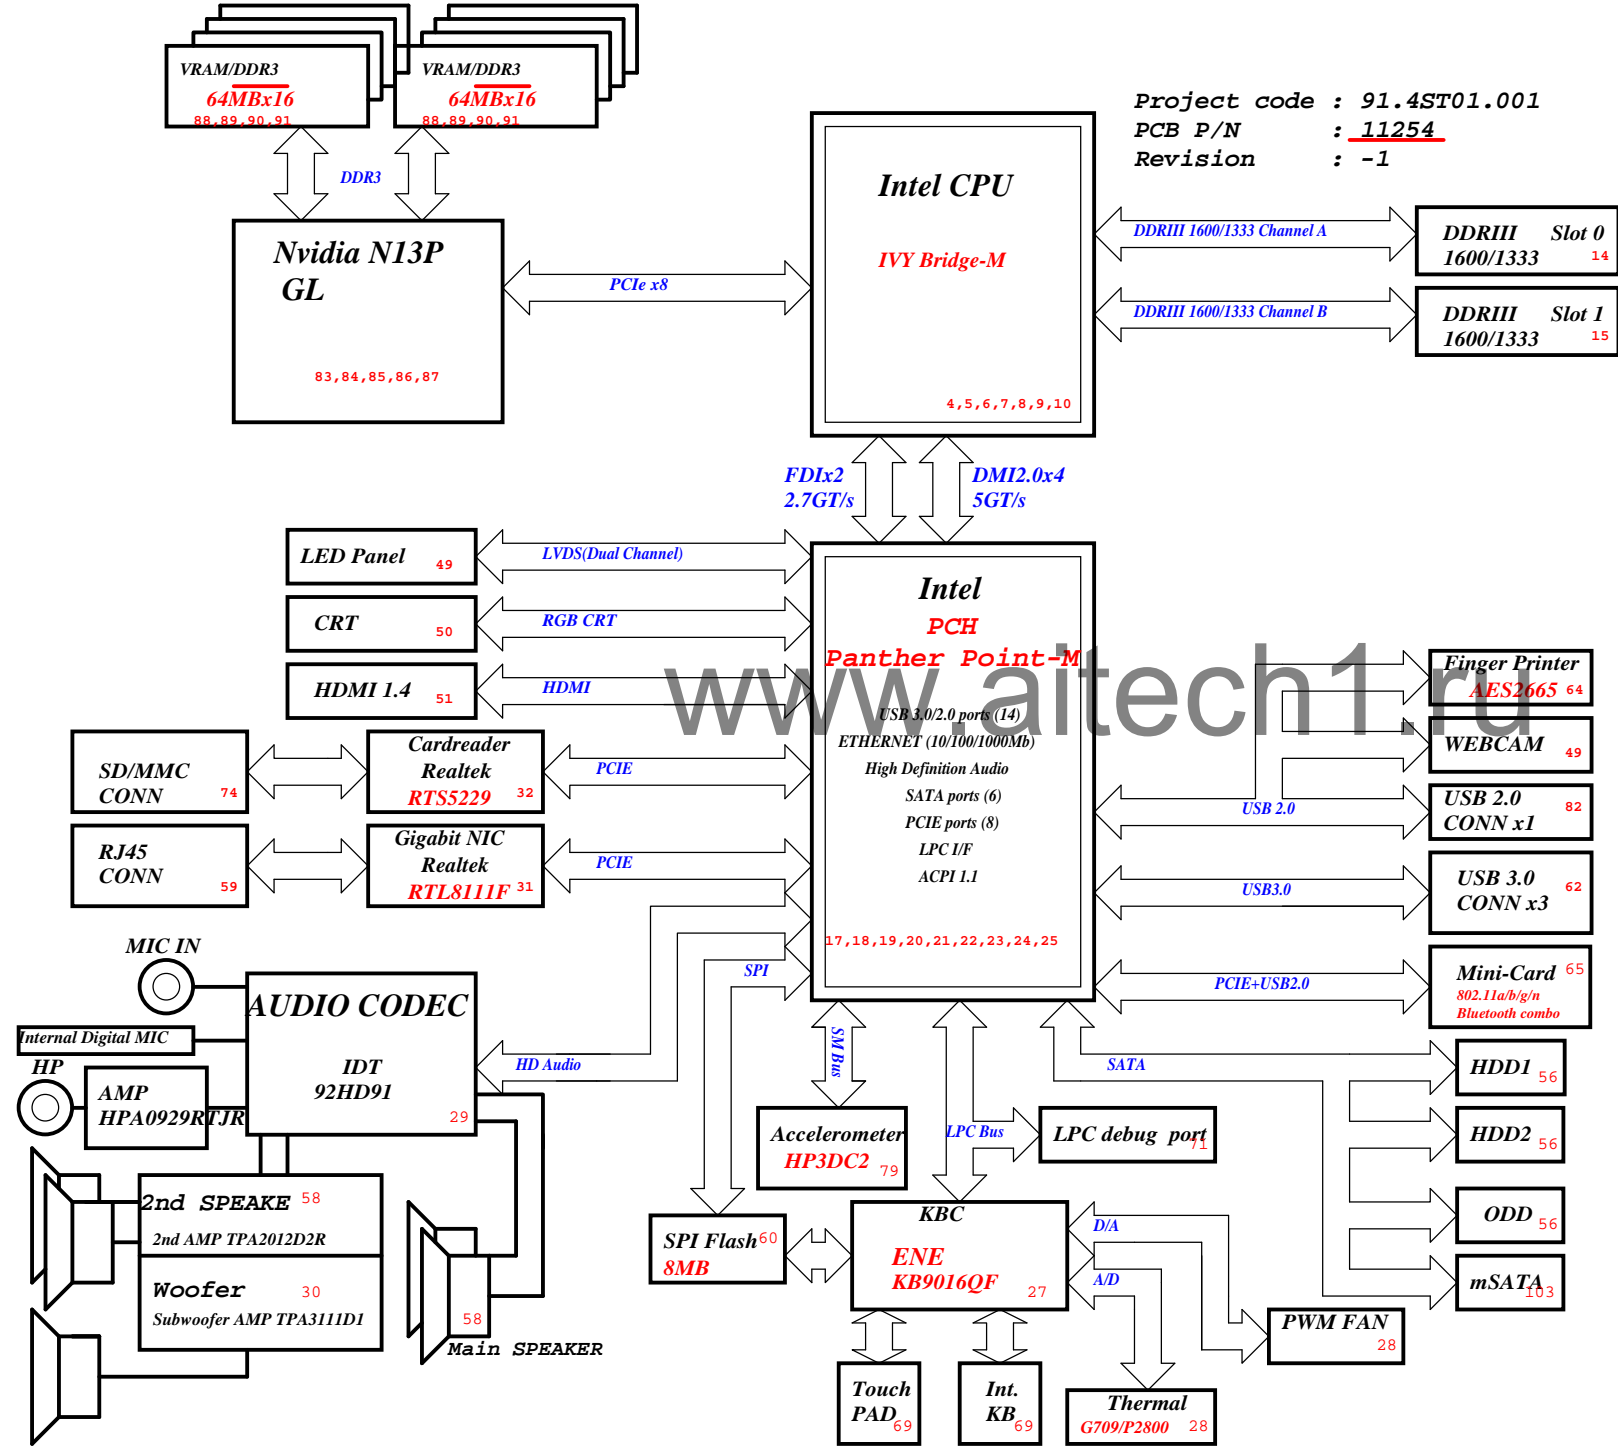 VRAM/DDR3
64MBx16
88,89,90,91
VRAM/DDR3
64MBx16
88,89,90,91
Project code : 91.4ST01.001
PCB P/N : 11254
Revision : -1
DDR3
Nvidia N13P
GL
83,84,85,86,87
PCIe x8
Intel CPU
IVY Bridge-M
4,5,6,7,8,9,10
DDRIII 1600/1333 Channel A
DDRIII Slot 0
1600/1333 14
DDRIII 1600/1333 Channel B
DDRIII Slot 1
1600/1333 15
FDIx2
2.7GT/s
DMI2.0x4
5GT/s
LED Panel 49
LVDS(Dual Channel)
CRT 50
RGB CRT
HDMI 1.4 51
HDMI
Intel
PCH
Panther Point-M
USB 3.0/2.0 ports (14)
ETHERNET (10/100/1000Mb)
High Definition Audio
SATA ports (6)
PCIE ports (8)
LPC I/F
ACPI 1.1
17,18,19,20,21,22,23,24,25
www.aitech1.ru
SD/MMC
CONN 74
Cardreader
Realtek
RTS5229 32
PCIE
RJ45
CONN 59
Gigabit NIC
Realtek
RTL8111F 31
PCIE
Finger Printer
AES2665 64
WEBCAM 49
USB 2.0
USB 2.0 82
CONN x1
USB3.0
USB 3.0 62
CONN x3
PCIE+USB2.0
Mini-Card 65
802.11a/b/g/n
Bluetooth combo
MIC IN
Internal Digital MIC
HP
AMP
HPA0929RTJR
AUDIO CODEC
IDT
92HD91
29
HD Audio
SPI
SM Bus
SATA
HDD1 56
HDD2 56
ODD 56
mSATA 103
Accelerometer
HP3DC2 79
LPC Bus
LPC debug port
71
2nd SPEAKE 58
2nd AMP TPA2012D2R
Woofer 30
Subwoofer AMP TPA3111D1
58
Main SPEAKER
SPI Flash 60
8MB
KBC
ENE
KB9016QF 27
D/A
A/D
PWM FAN
28
Touch
PAD 69
Int.
KB 69
Thermal
G709/P2800 28